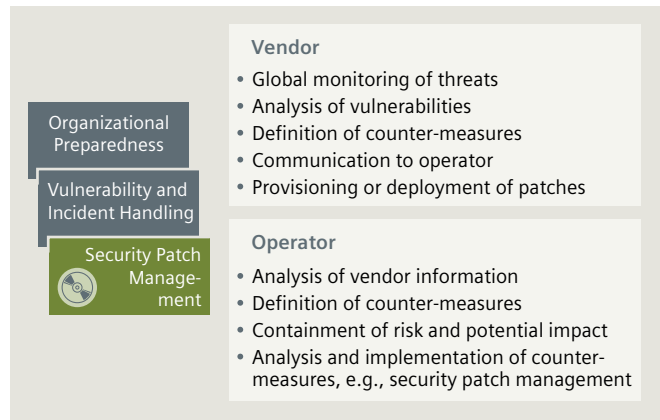 Organizational
Preparedness
Vulnerability and
Incident Handling
Security Patch
Manage-
ment
Vendor
• Global monitoring of threats
• Analysis of vulnerabilities
• Definition of counter-measures
• Communication to operator
• Provisioning or deployment of patches
Operator
• Analysis of vendor information
• Definition of counter-measures
• Containment of risk and potential impact
• Analysis and implementation of counter-
measures, e.g., security patch management